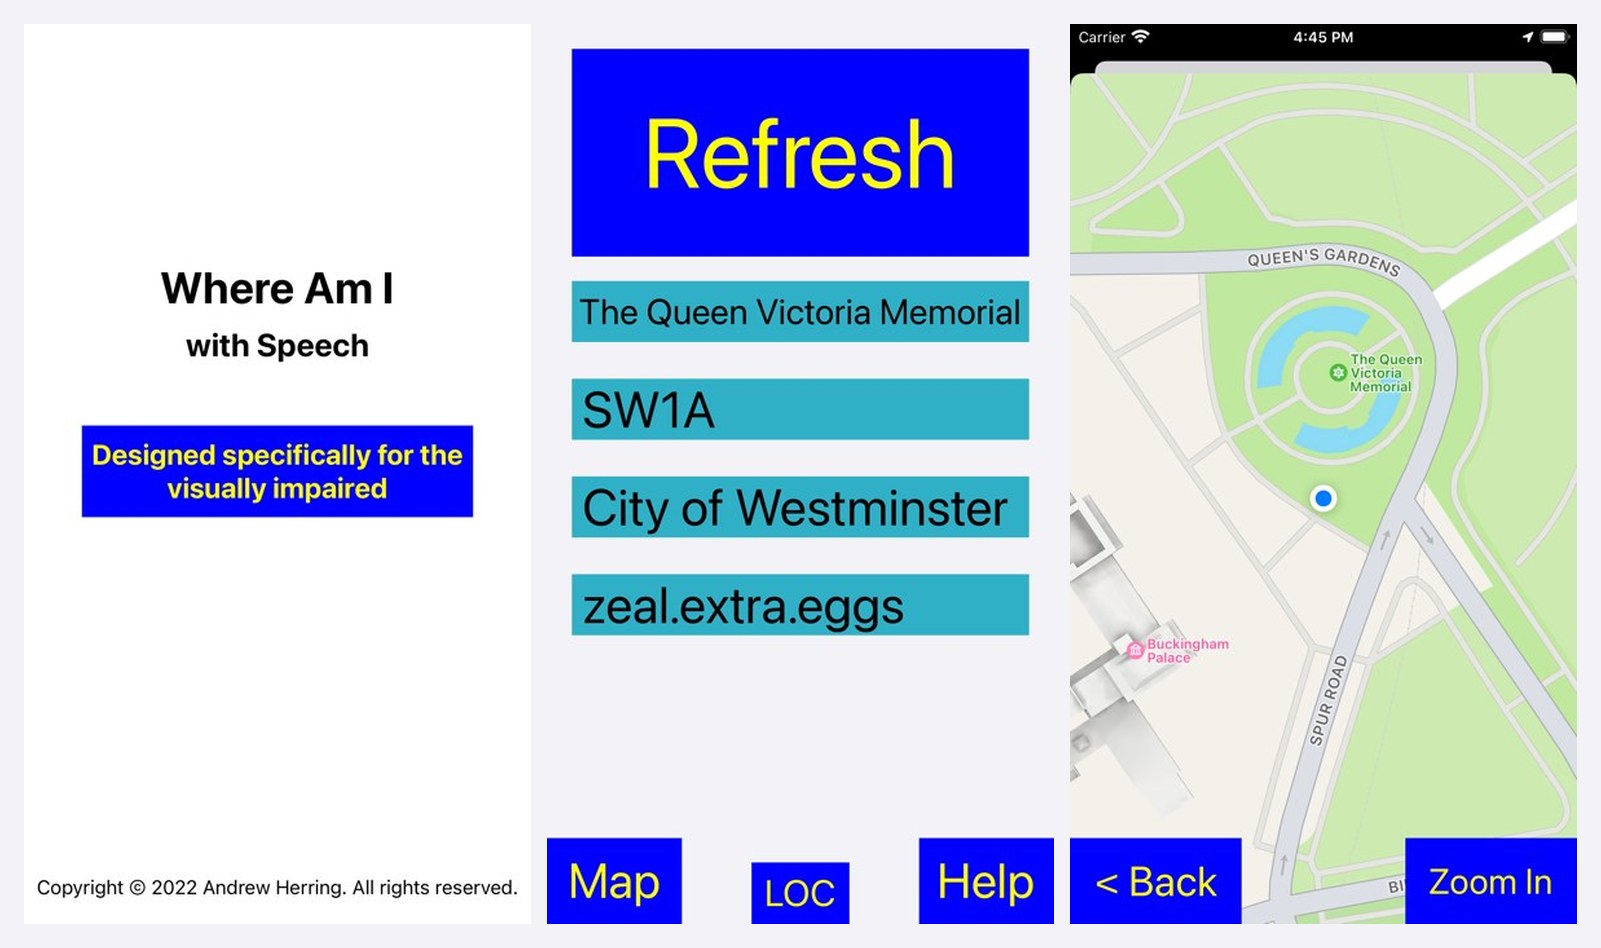 Where Am I
with Speech
Designed specifically for the
visually impaired
Copyright © 2022 Andrew Herring. All rights reserved.
Refresh
The Queen Victoria Memorial
SW1A
City of Westminster
zeal.extra.eggs
Map
LOC
Help
Carrier
4:45 PM
QUEEN'S GARDENS
The Queen
Victoria
Memorial
Buckingham
Palace
SPUR ROAD
BI
< Back
Zoom In